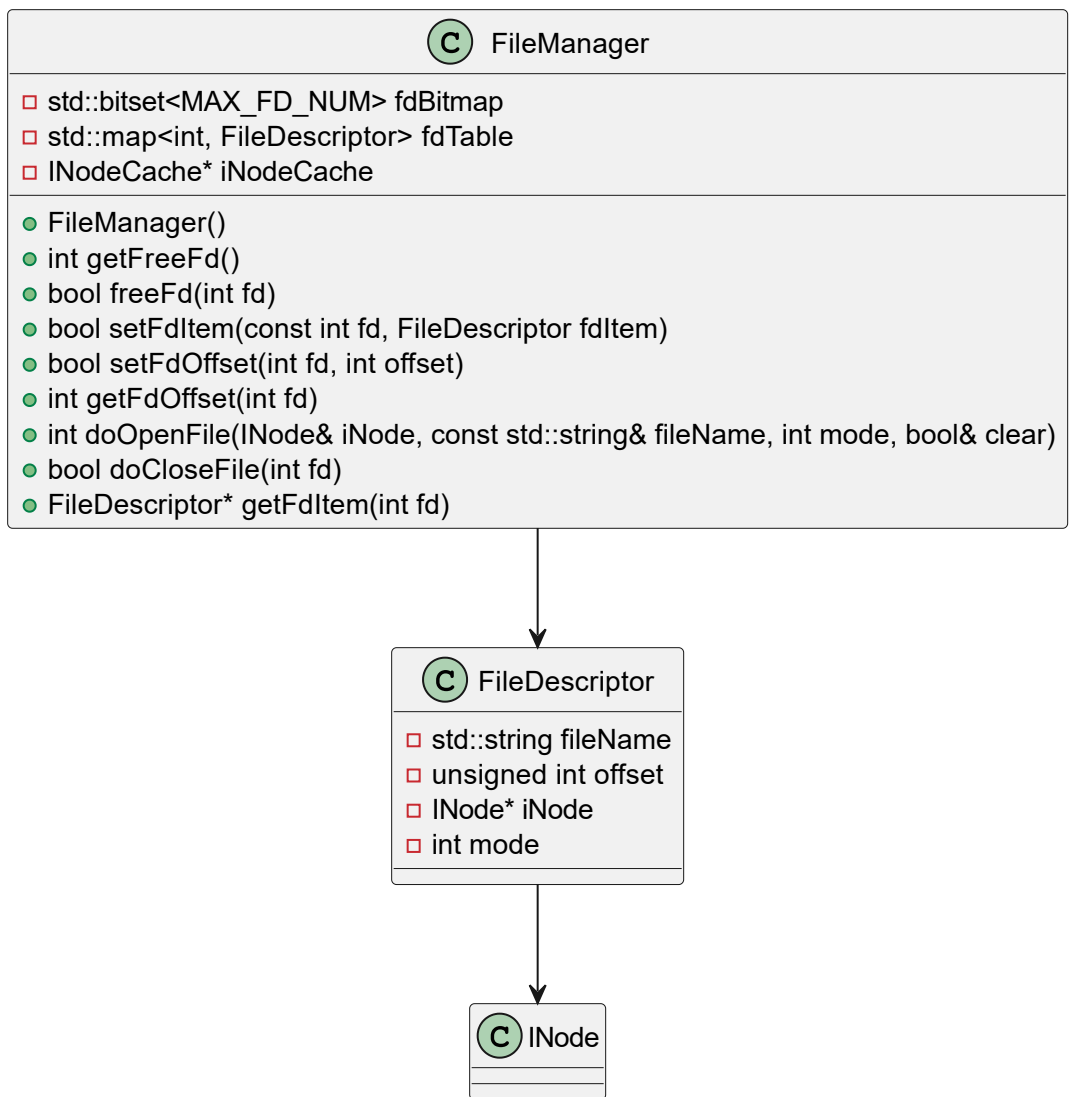 C FileManager
std::bitset<MAX_FD_NUM> fdBitmap
std::map<int, FileDescriptor> fdTable
INodeCache* iNodeCache
FileManager()
int getFreeFd()
bool freeFd(int fd)
bool setFdItem(const int fd, FileDescriptor fdItem)
bool setFdOffset(int fd, int offset)
int getFdOffset(int fd)
int doOpenFile(INode& iNode, const std::string& fileName, int mode, bool& clear)
bool doCloseFile(int fd)
FileDescriptor* getFdItem(int fd)
C FileDescriptor
std::string fileName
unsigned int offset
INode* iNode
int mode
C INode